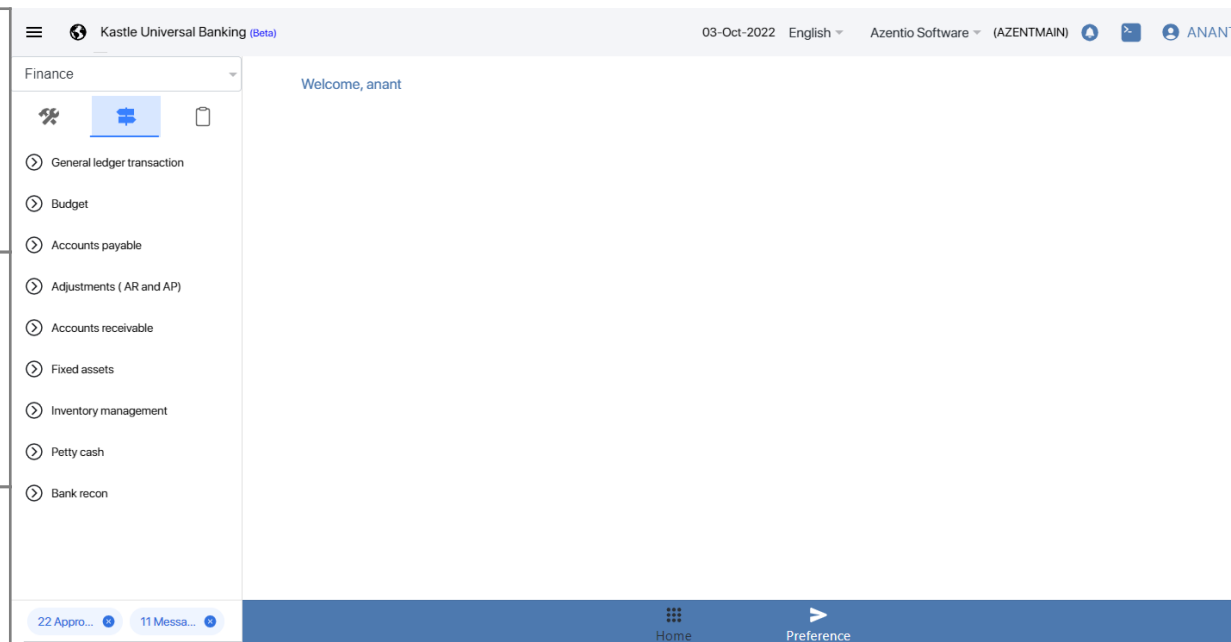 Kastle Universal Banking (Beta)
03-Oct-2022 English Azentio Software (AZENTMAIN) ANANT
Finance
Welcome, anant
General ledger transaction
Budget
Accounts payable
Adjustments ( AR and AP)
Accounts receivable
Fixed assets
Inventory management
Petty cash
Bank recon
22 Appro... 11 Messa...
Home Preference